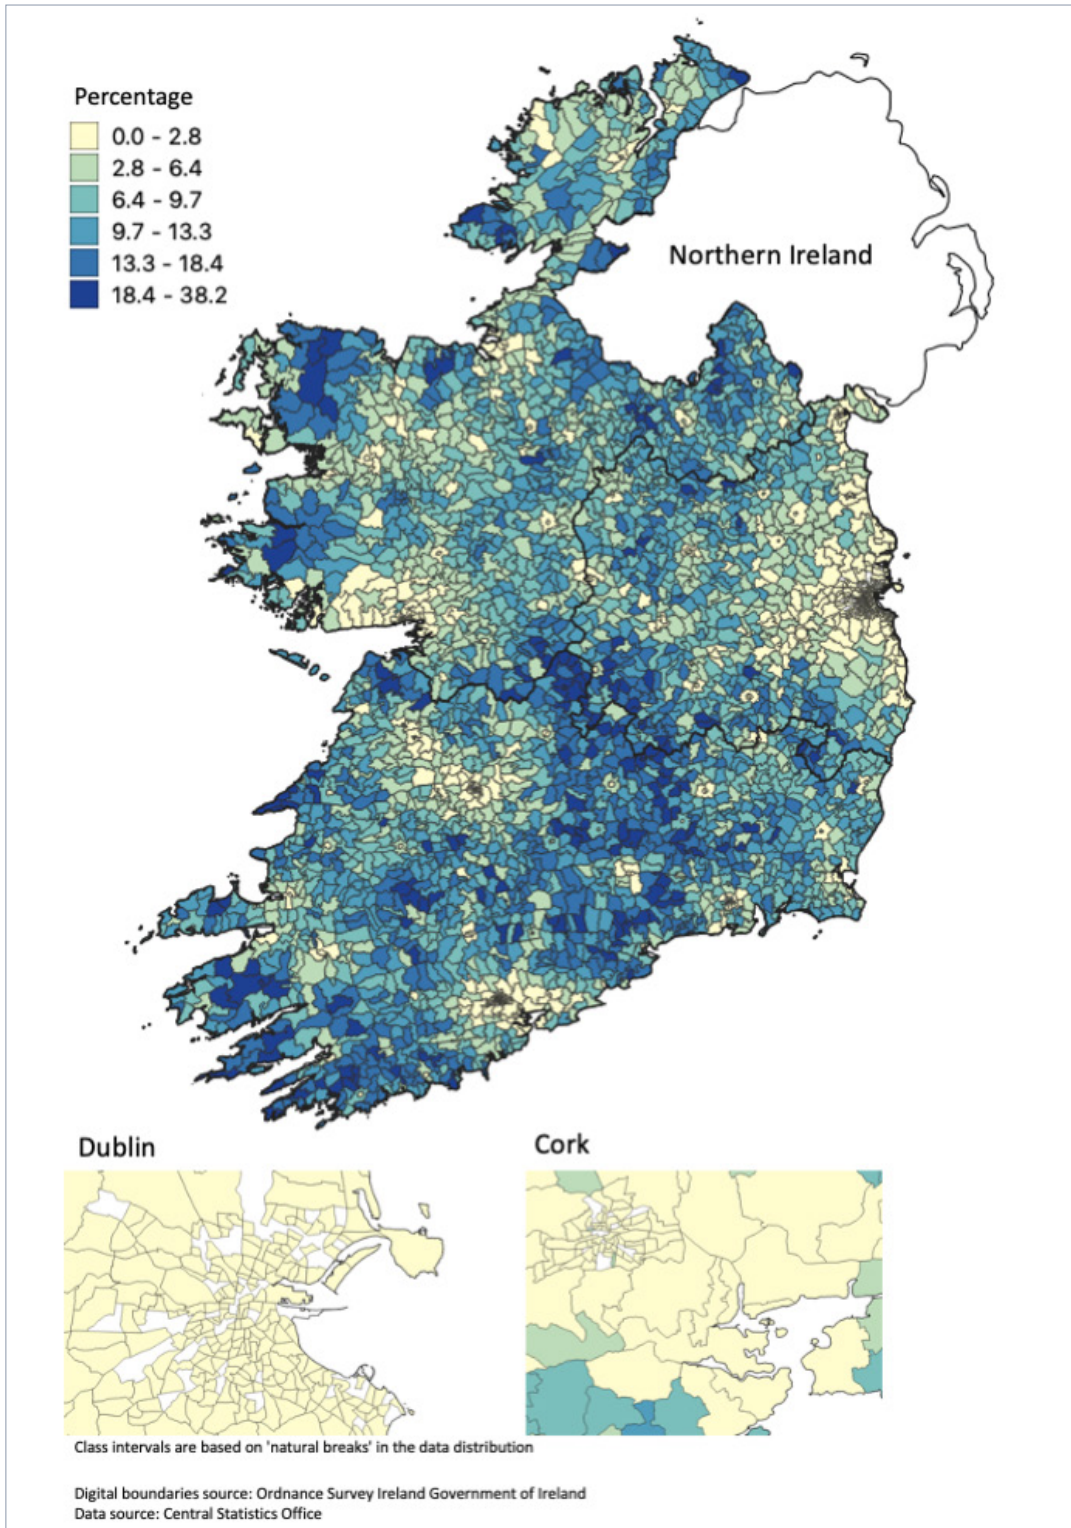 Percentage
0.0 - 2.8
2.8 - 6.4
6.4 - 9.7
9.7 - 13.3
13.3 - 18.4
18.4 - 38.2
Northern Ireland
Dublin
Cork
Class intervals are based on 'natural breaks' in the data distribution
Digital boundaries source: Ordnance Survey Ireland Government of Ireland
Data source: Central Statistics Office